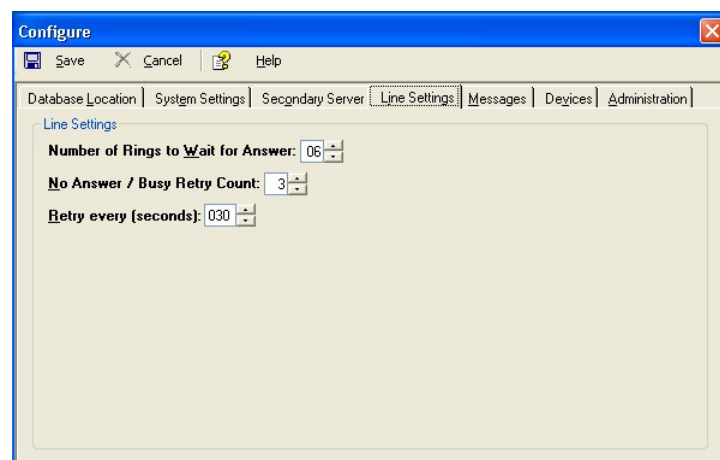 Configure
Save Cancel Help
Database Location System Settings Secondary Server Line Settings Messages Devices Administration
Line Settings
Number of Rings to Wait for Answer: 06
No Answer / Busy Retry Count: 3
Retry every (seconds): 030